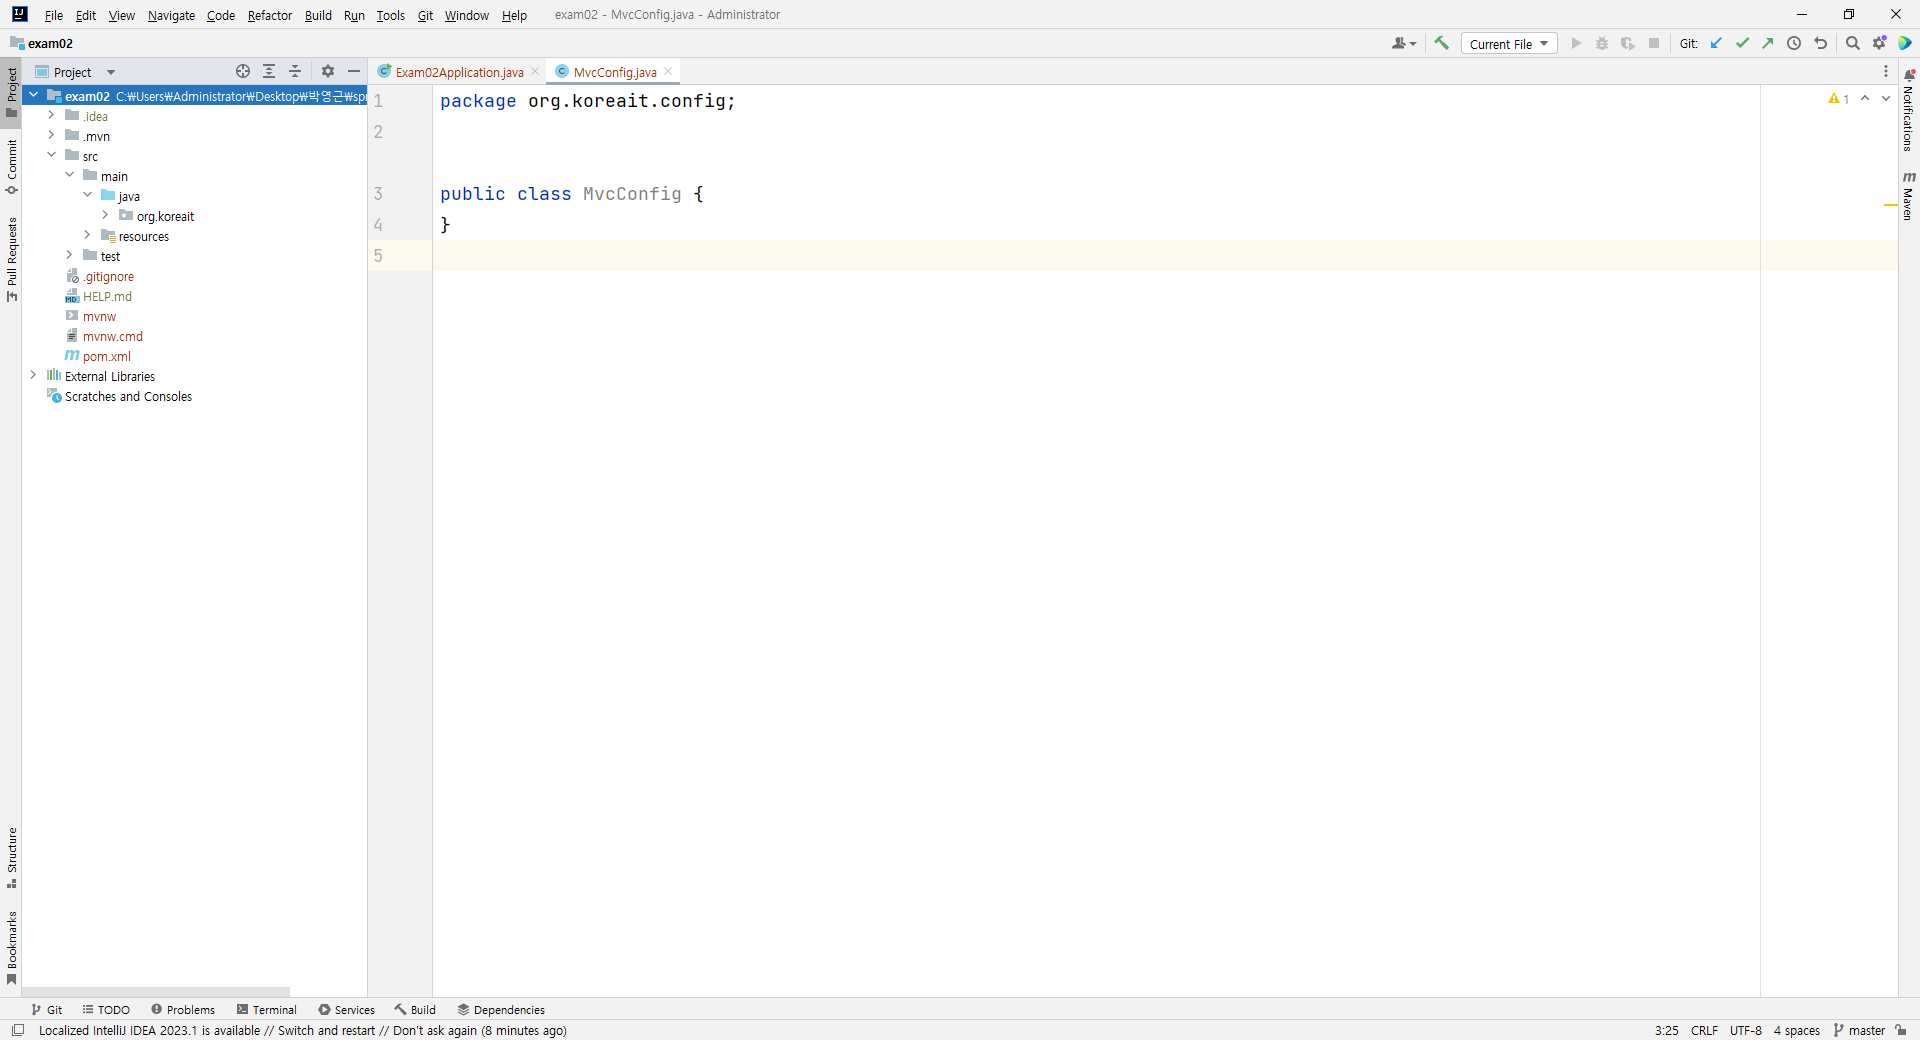 File Edit View Navigate Code Refactor Build Run Tools Git Window Help exam02 - MvcConfig.java - Administrator
exam02
Current File
Git:
Project
Exam02Application.java
MvcConfig.java
exam02 C:₩Users₩Administrator₩Desktop₩박영근₩spr
.idea
.mvn
src
main
java
org.koreait
resources
test
.gitignore
HELP.md
mvnw
mvnw.cmd
pom.xml
External Libraries
Scratches and Consoles
1 package org.koreait.config;
2
3 public class MvcConfig {
4 }
5
1
Project
Commit
Pull Requests
Structure
Bookmarks
Notifications
Maven
Git TODO Problems Terminal Services Build Dependencies
Localized IntelliJ IDEA 2023.1 is available // Switch and restart // Don't ask again (8 minutes ago)
3:25 CRLF UTF-8 4 spaces master